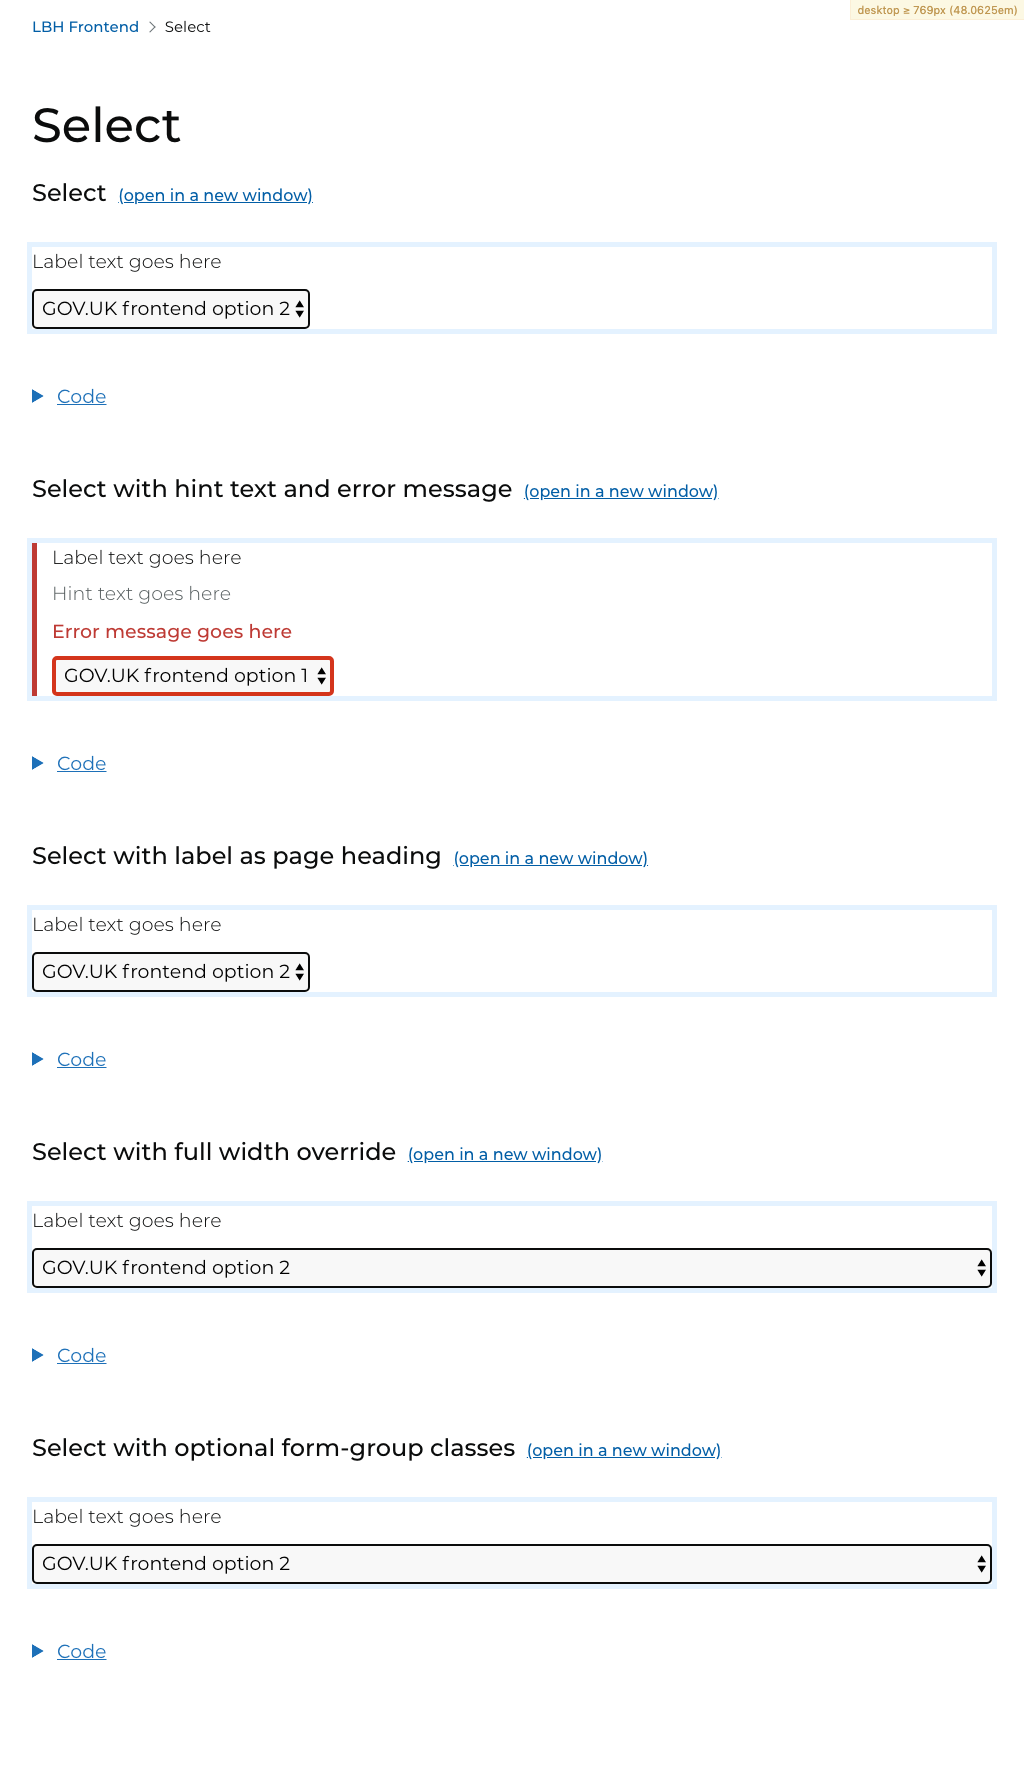 desktop ≥ 769px (48.0625em)
LBH Frontend Select
Select
Select (open in a new window)
Label text goes here
GOV.UK frontend option 2
Code
Select with hint text and error message (open in a new window)
Label text goes here
Hint text goes here
Error message goes here
GOV.UK frontend option 1
Code
Select with label as page heading (open in a new window)
Label text goes here
GOV.UK frontend option 2
Code
Select with full width override (open in a new window)
Label text goes here
GOV.UK frontend option 2
Code
Select with optional form-group classes (open in a new window)
Label text goes here
GOV.UK frontend option 2
Code